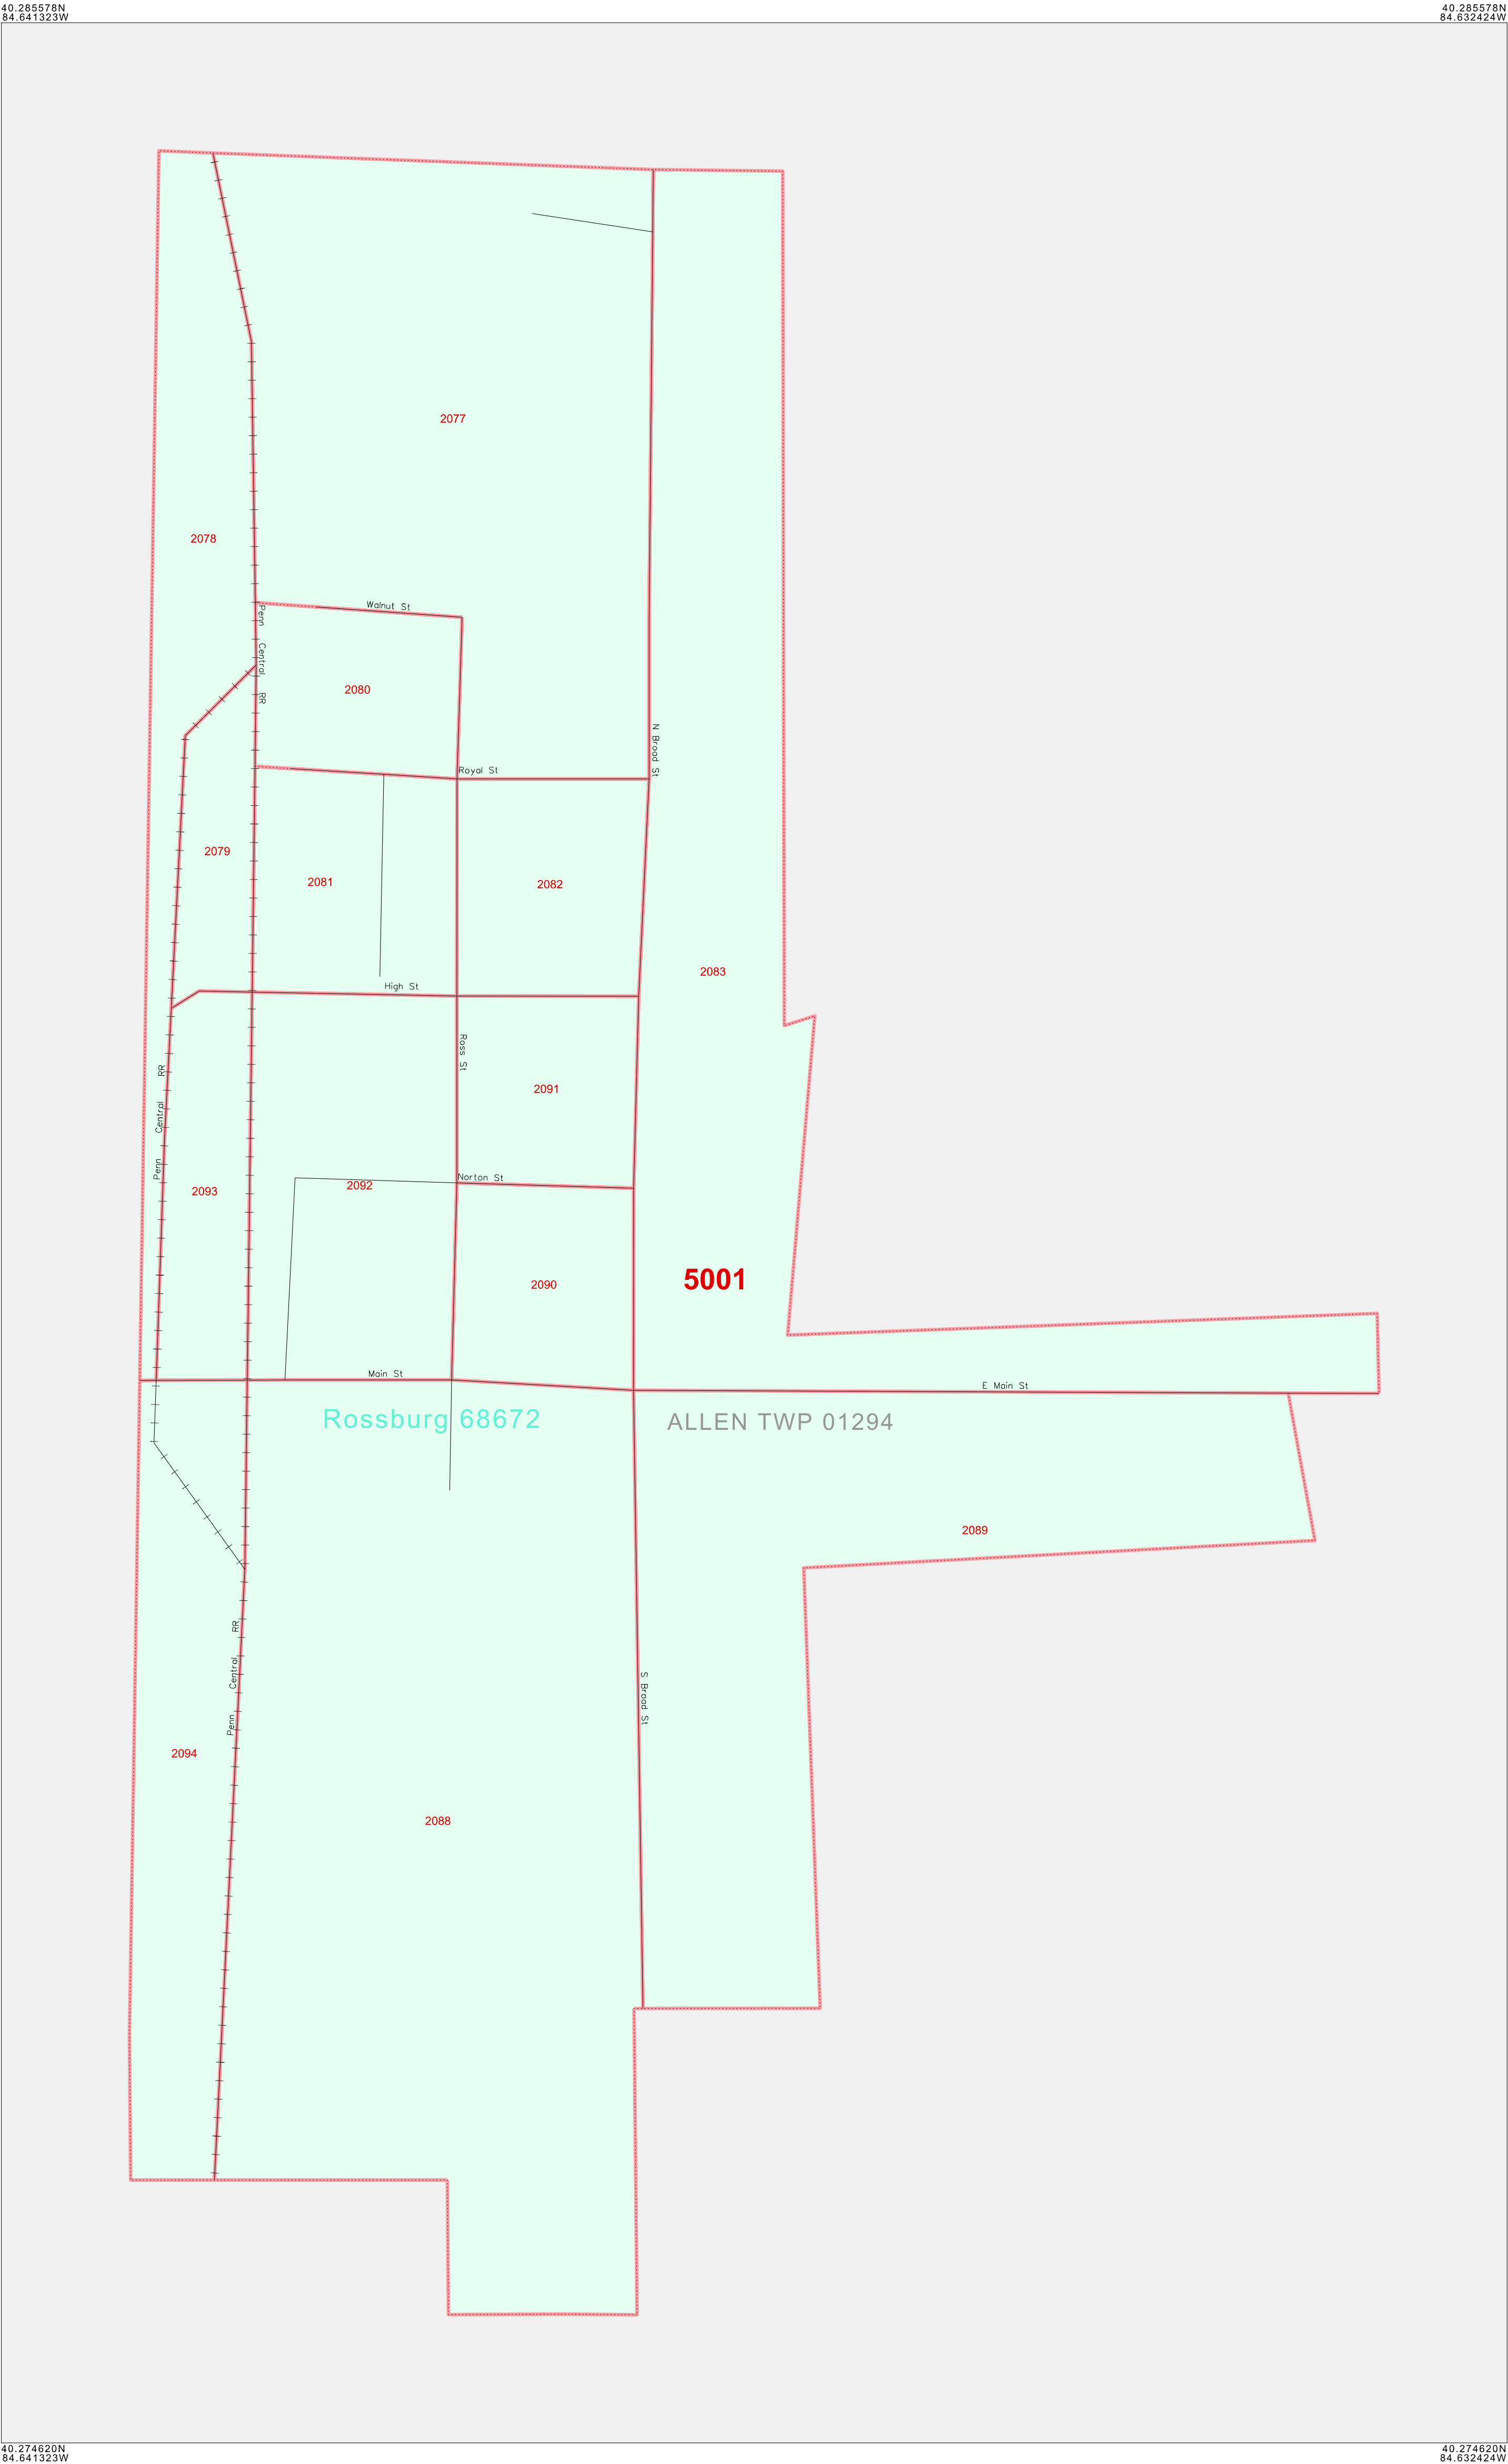 40.285578N
84.641323W
40.285578N
84.632424W
2077
2078
Walnut St
Penn Central RR
2080
N Broad St
Royal St
2079
2081
2082
2083
High St
Ross St
Penn Central RR
2091
Norton St
2092
2093
5001
2090
Main St
E Main St
Rossburg 68672
ALLEN TWP 01294
2089
Penn Central RR
S Broad St
2094
2088
40.274620N
84.641323W
40.274620N
84.632424W